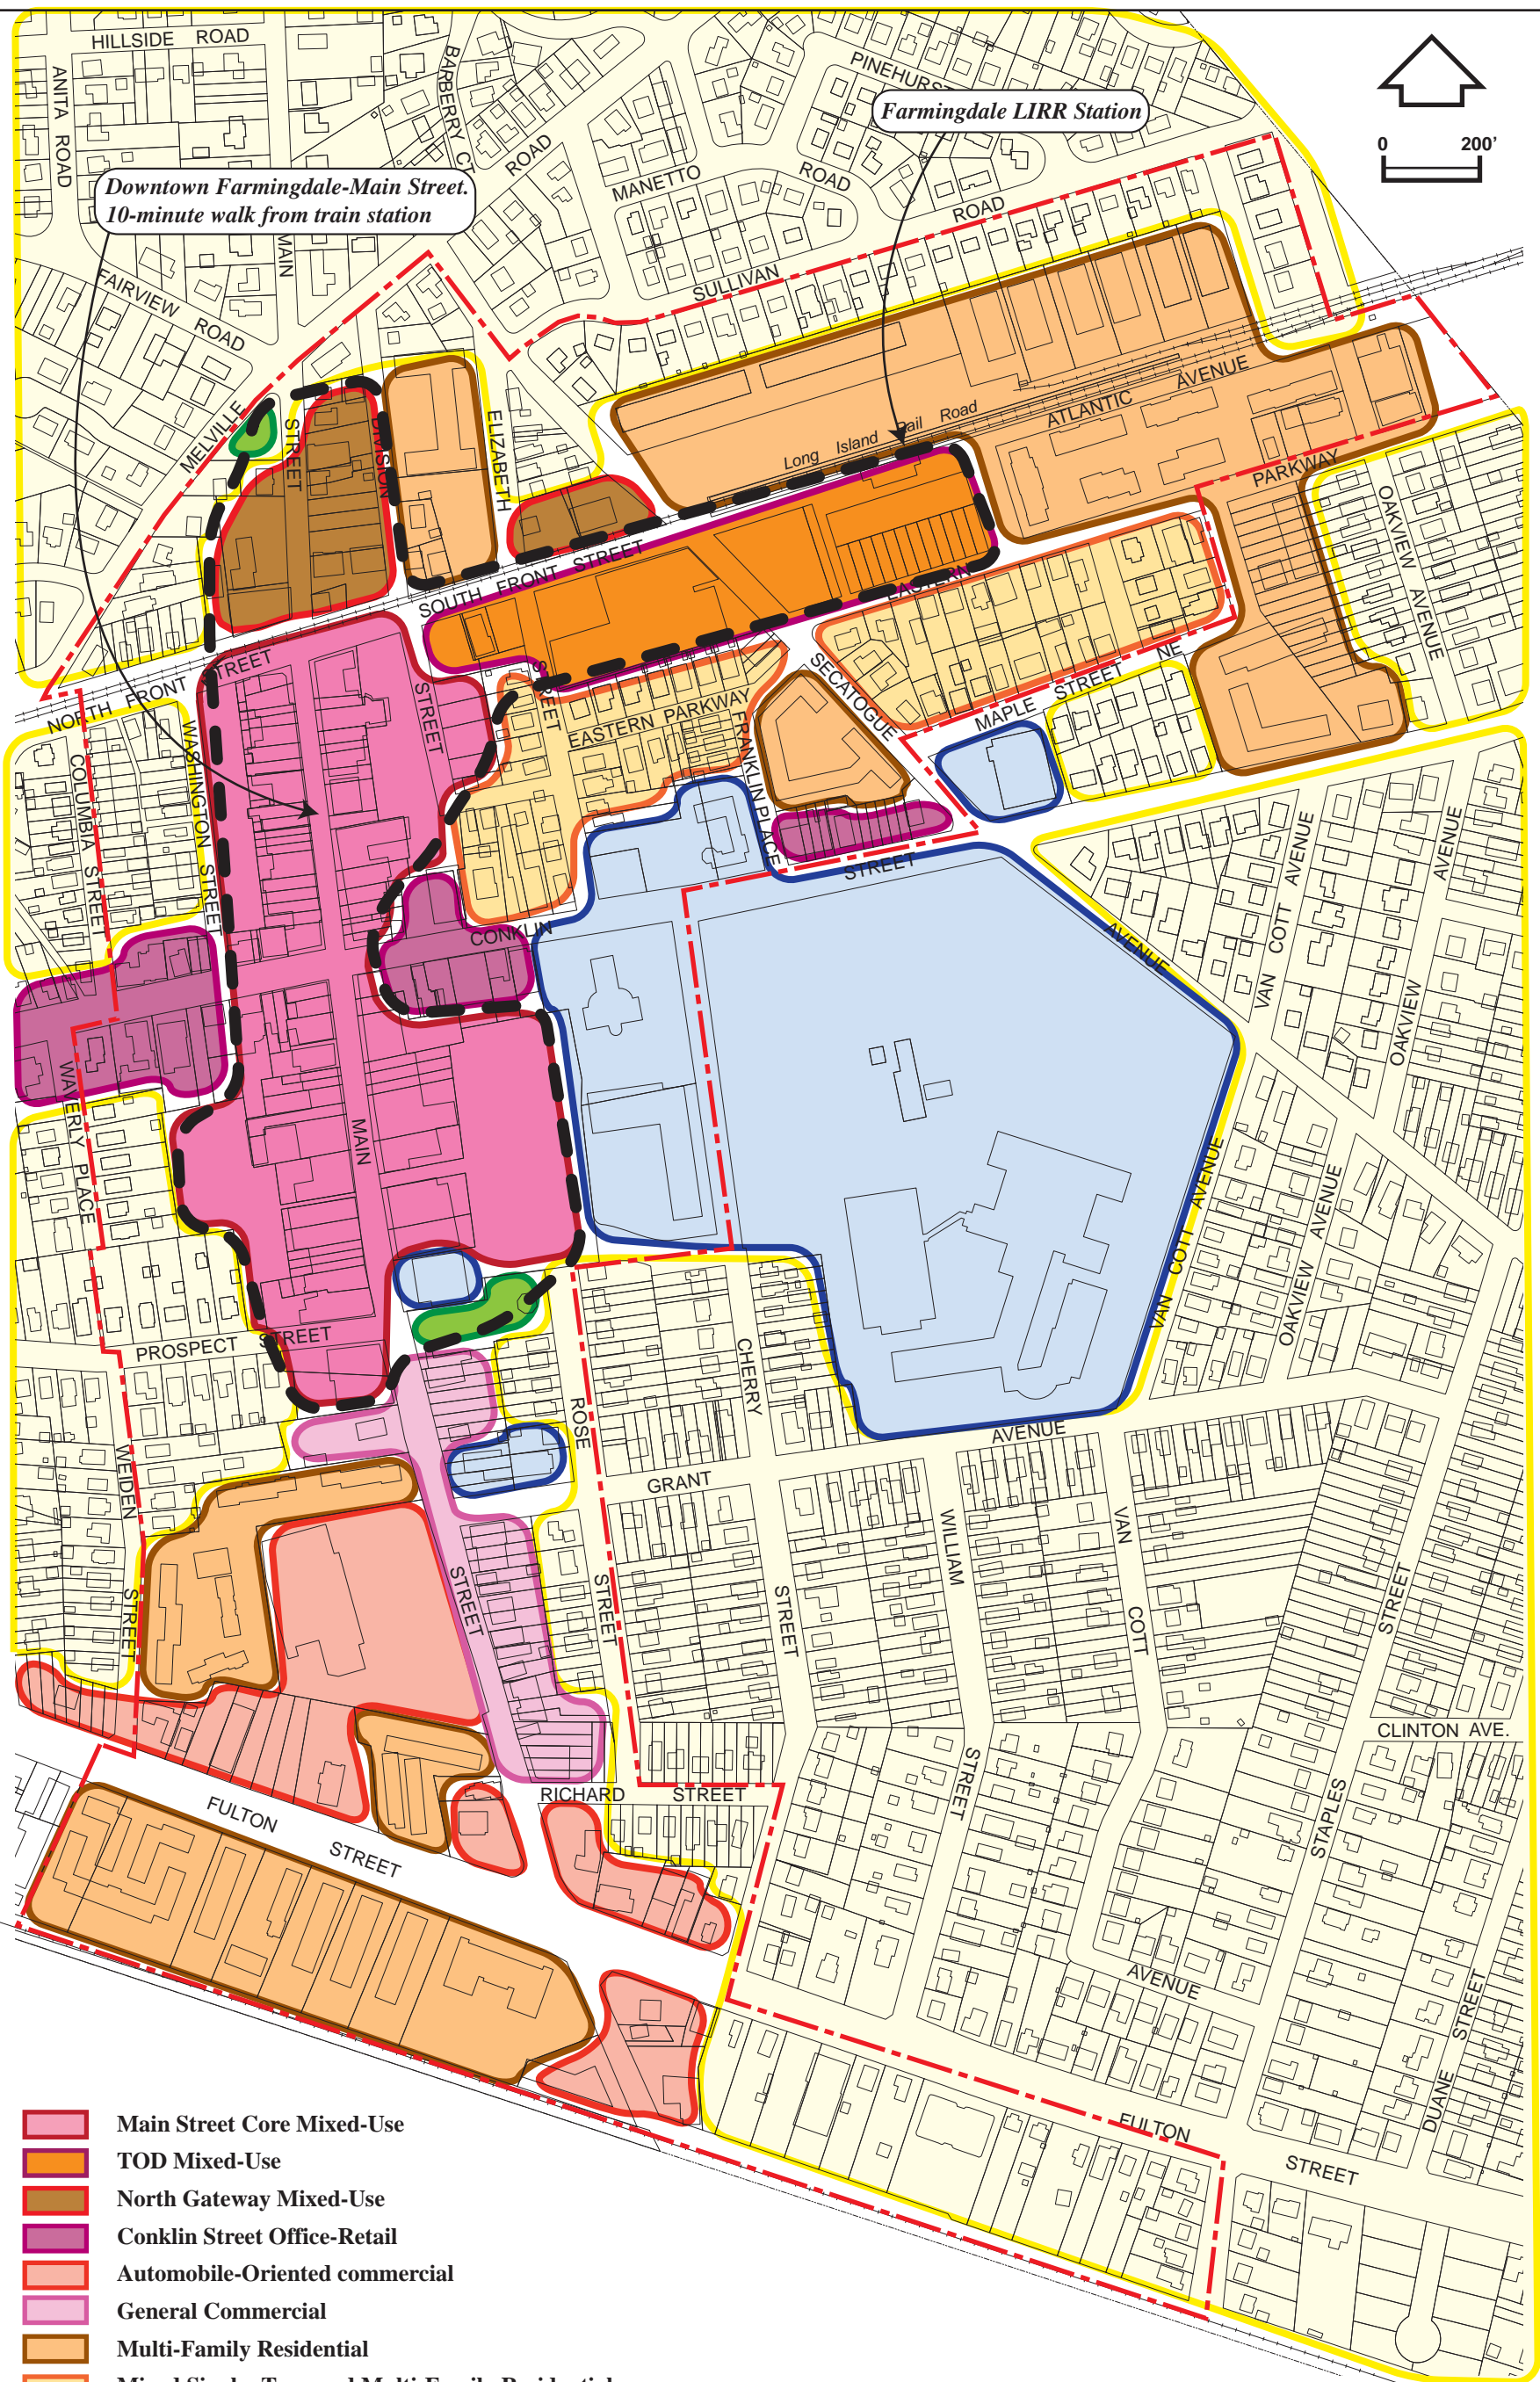 HILLSIDE ROAD
ANITA ROAD
BARBERRY CT
PINEHURST
Farmingdale LIRR Station
0 200'
ROAD
MANETTO
ROAD
Downtown Farmingdale-Main Street.
10-minute walk from train station
ROAD
MAIN
SULLIVAN
FAIRVIEW ROAD
AVENUE
ATLANTIC
MELVILLE
STREET
DIVISION
ELIZABETH
Long Island Rail Road
PARKWAY
OAKVIEW AVENUE
SOUTH FRONT STREET
EASTERN
NORTH FRONT STREET
STREET
STREET
SECATOGUE
MAPLE STREET
NE
EASTERN PARKWAY
FRANKLIN PLACE
WASHINGTON STREET
COLUMBIA STREET
STREET
VAN COTT AVENUE
OAKVIEW AVENUE
CONKLIN
AVENUE
WAVERLY PLACE
MAIN
VAN COTT AVENUE
OAKVIEW AVENUE
PROSPECT STREET
CHERRY
ROSE
AVENUE
GRANT
WEDEN
STREET
STREET
STREET
STREET
WILLIAM
VAN COTT
STREET
CLINTON AVE.
RICHARD STREET
STREET
STAPLES
FULTON STREET
AVENUE
DUANE STREET
FULTON STREET
Main Street Core Mixed-Use
TOD Mixed-Use
North Gateway Mixed-Use
Conklin Street Office-Retail
Automobile-Oriented commercial
General Commercial
Multi-Family Residential